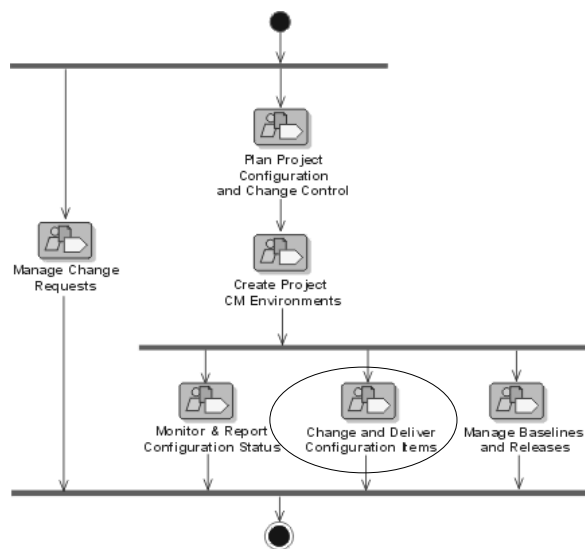 Plan Project
Configuration
and Change Control
Manage Change
Requests
Create Project
CM Environments
Monitor & Report
Configuration Status
Change and Deliver
Configuration Items
Manage Baselines
and Releases